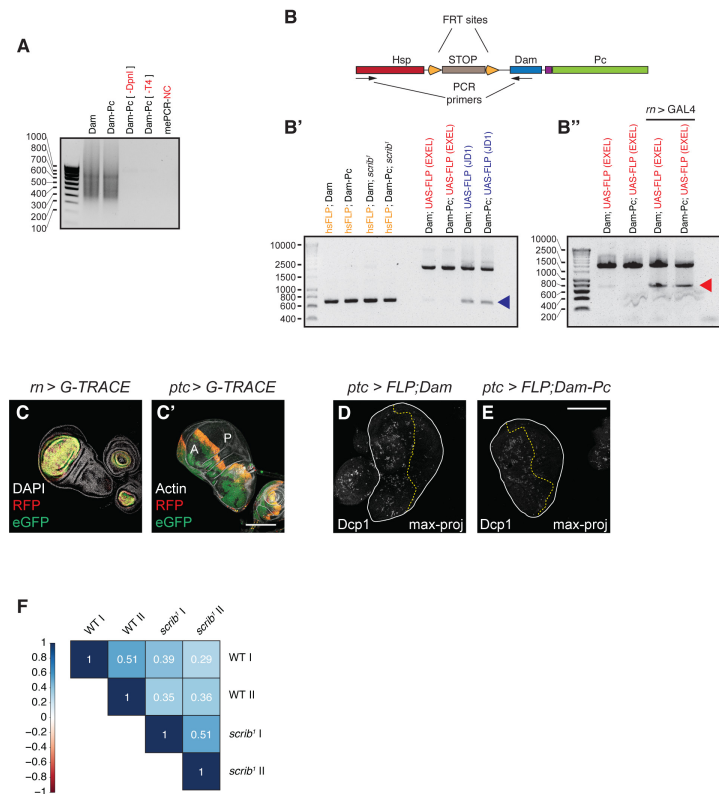 A
Dam
Dam-Pc
Dam-Pc [-DpnI]
Dam-Pc [-T4]
mePCR-NC
1000
900
800
700
600
500
400
300
200
100
B
FRT sites
Hsp
STOP
Dam
Pc
PCR
primers
B'
hsFLP; Dam
hsFLP; Dam-Pc
hsFLP; Dam; scrib¹
hsFLP; Dam-Pc; scrib¹
Dam; UAS-FLP (EXEL)
Dam-Pc; UAS-FLP (EXEL)
Dam; UAS-FLP (JD1)
Dam-Pc; UAS-FLP (JD1)
10000
2500
1000
800
600
400
B''
rn > GAL4
Dam; UAS-FLP (EXEL)
Dam-Pc; UAS-FLP (EXEL)
Dam; UAS-FLP (EXEL)
Dam-Pc; UAS-FLP (EXEL)
10000
2500
1000
800
600
500
400
300
200
rn > G-TRACE
C
DAPI
RFP
eGFP
ptc > G-TRACE
C'
A
P
Actin
RFP
eGFP
ptc > FLP;Dam
D
Dcp1
max-proj
ptc > FLP;Dam-Pc
E
Dcp1
max-proj
F
WT I
WT II
scrib¹ I
scrib¹ II
1
0.8
0.6
0.4
0.2
0
−0.2
−0.4
−0.6
−0.8
−1
1 0.51 0.39 0.29 WT I
1 0.35 0.36 WT II
1 0.51 scrib¹ I
1 scrib¹ II